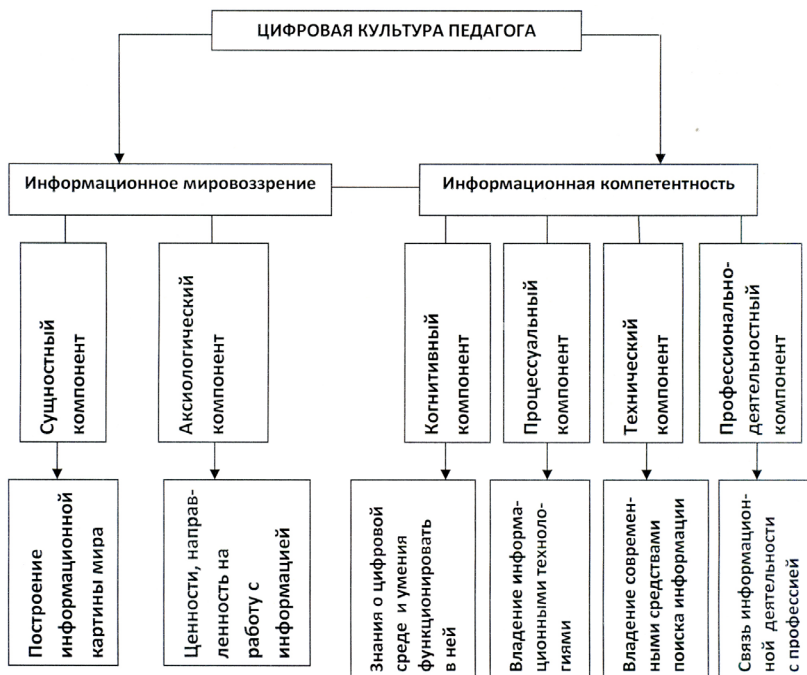 ЦИФРОВАЯ КУЛЬТУРА ПЕДАГОГА
Информационное мировоззрение
Информационная компетентность
Сущностный
компонент
Аксиологический
компонент
Когнитивный
компонент
Процессуальный
компонент
Технический
компонент
Профессионально-
деятельностный
компонент
Построение
информационной
картины мира
Ценности, направ-
ленность на
работу с
информацией
Знания о цифровой
среде и умения
функционировать
в ней
Владение информа-
ционными техноло-
гиями
Владение современ-
ными средствами
поиска информации
Связь информацион-
ной деятельности
с профессией